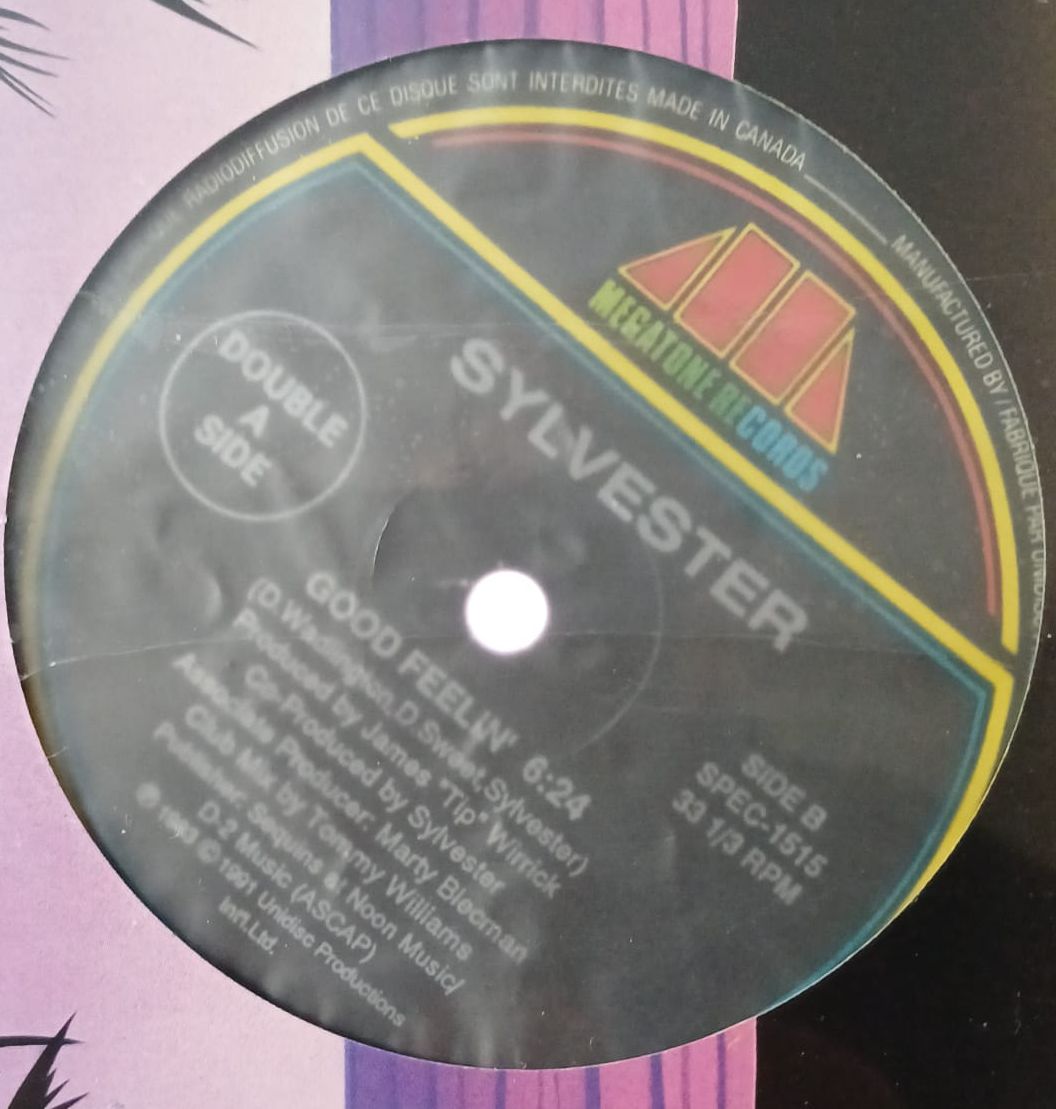 RADIODIFFUSION DE CE DISQUE SONT INTERDITES MADE IN CANADA
MANUFACTURED BY / FABRIQUE PAR UNIDISC
MEGATONE RECORDS
SYLVESTER
DOUBLE
A
SIDE
GOOD FEELIN' 6:24
(D.Wadington,D.Sweet,Sylvester)
Produced by James "Tip" Wirrick
Co-Produced by Sylvester
Associate Producer: Marty Blecman
Club Mix by Tommy Williams
Publisher: Sequins at Noon Music/
D-2 Music (ASCAP)
℗ 1983 © 1991 Unidisc Productions
Int'l. Ltd.
SIDE B
SPEC-1515
33 1/3 RPM